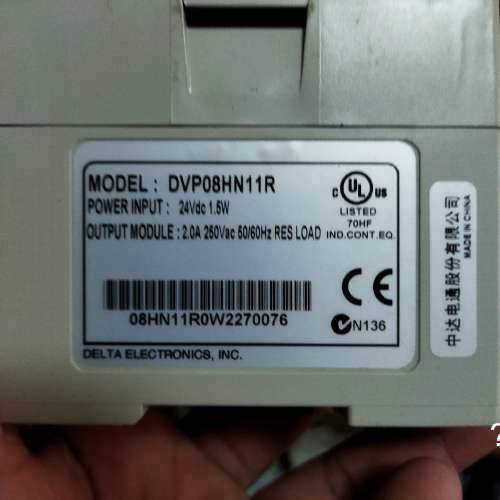 MODEL : DVP08HN11R
POWER INPUT : 24Vdc 1.5W
OUTPUT MODULE : 2.0A 250Vac 50/60Hz RES LOAD
C UL US
LISTED
70HF
IND.CONT.EQ.
08HN11R0W2270076
CE
N136
DELTA ELECTRONICS, INC.
中达电通股份有限公司
MADE IN CHINA
?